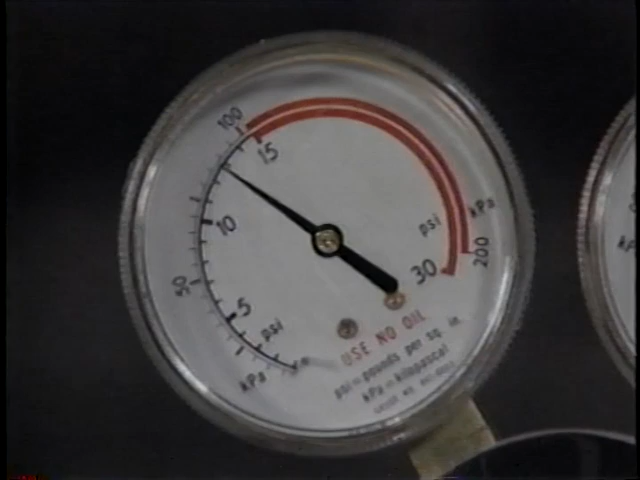 100
15
10
psi kPa
50
30 200
5
psi
kPa
USE NO OIL
psi=pounds per sq. in.
kPa=kilopascal